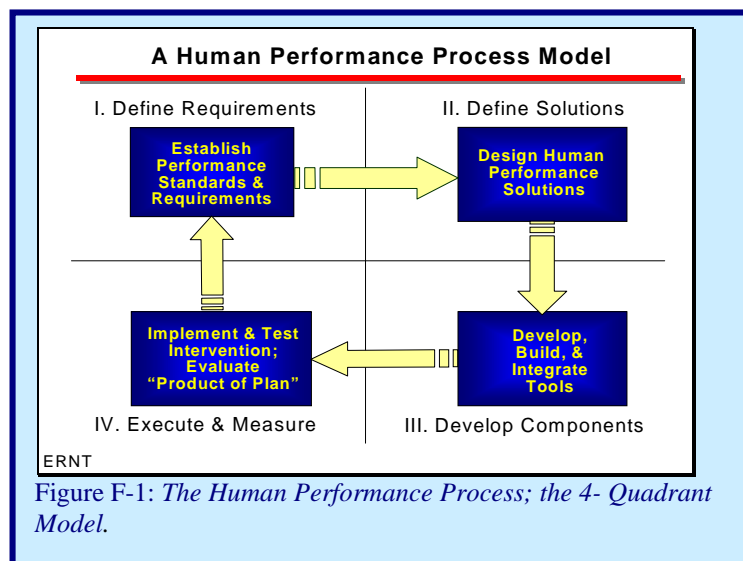 A Human Performance Process Model
I. Define Requirements
II. Define Solutions
Establish
Performance
Standards &
Requirements
Design Human
Performance
Solutions
Implement & Test
Intervention;
Evaluate
“Product of Plan”
Develop,
Build, &
Integrate
Tools
IV. Execute & Measure
III. Develop Components
ERNT
Figure F-1: The Human Performance Process; the 4- Quadrant
Model.